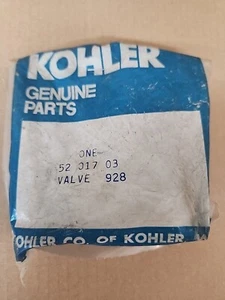 KOHLER
GENUINE
PARTS
ONE
52 017 03
VALVE 928
KOHLER CO. OF KOHLER,